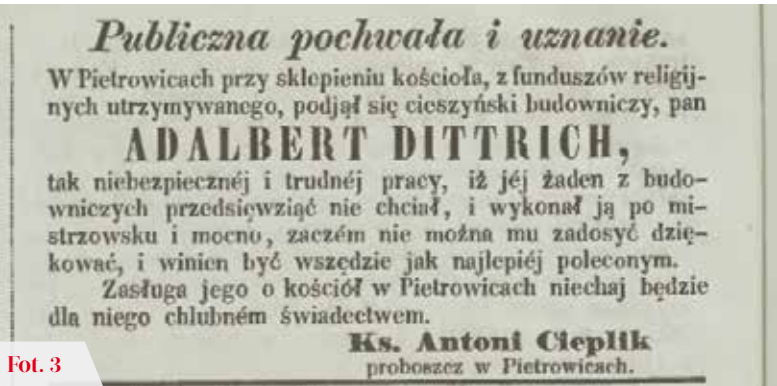 Publiczna pochwała i uznanie.
W Pietrowicach przy sklepieniu kościoła, z funduszów religij-
nych utrzymywanego, podjął się cieszyński budowniczy, pan
ADALBERT DITTRICH,
tak niebezpiecznéj i trudnéj pracy, iż jéj żaden z budo-
wniczych przedsięwziąć nie chciał, i wykonał ją po mi-
strzowsku i mocno, zaczém nie można mu zadosyć dzię-
kować, i winien być wszędzie jak najlepiéj poleconym.
Zasługa jego o kościół w Pietrowicach niechaj będzie
dla niego chlubném świadectwem.
Ks. Antoni Cieplik
proboszcz w Pietrowicach.
Fot. 3